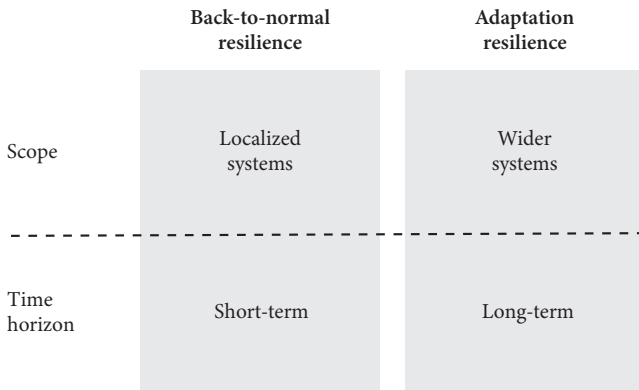 Back-to-normal
resilience
Adaptation
resilience
Scope
Localized
systems
Wider
systems
Time
horizon
Short-term
Long-term